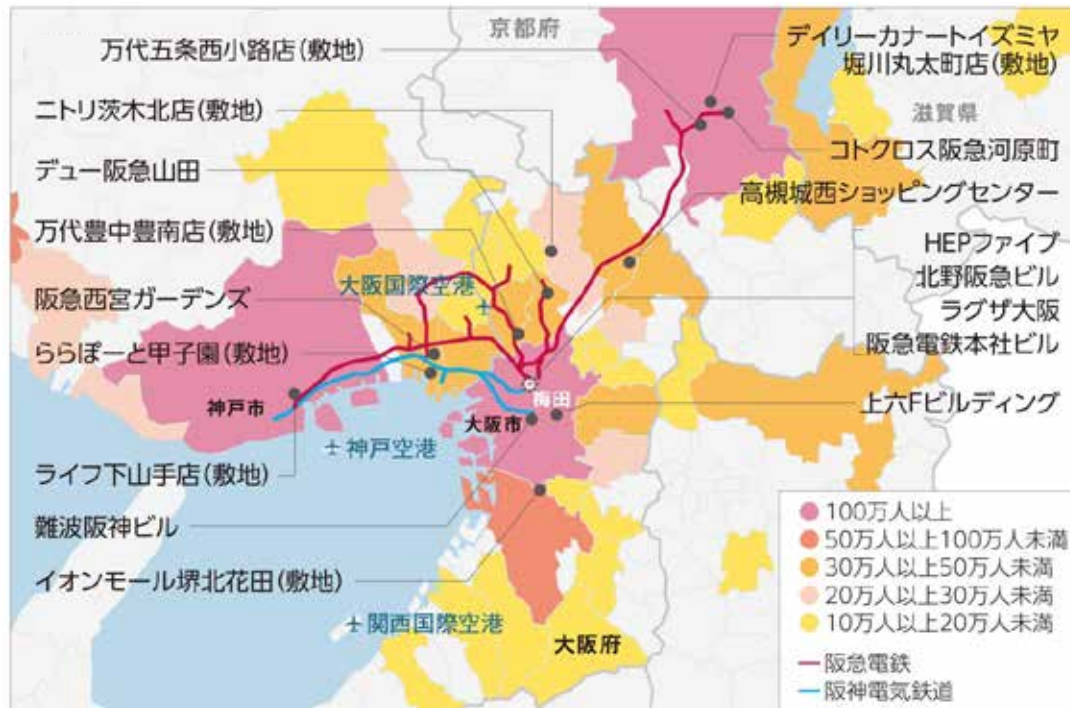 京都府
万代五条西小路店(敷地)
デイリーカナートイズミヤ
堀川丸太町店(敷地)
ニトリ茨木北店(敷地)
滋賀県
コトクロス阪急河原町
デュー阪急山田
高槻城西ショッピングセンター
万代豊中豊南店(敷地)
HEPファイブ
北野阪急ビル
ラグザ大阪
阪急電鉄本社ビル
大阪国際空港
阪急西宮ガーデンズ
ららぽーと甲子園(敷地)
梅田
神戸市
大阪市
上六Fビルディング
神戸空港
ライフ下山手店(敷地)
難波阪神ビル
イオンモール堺北花田(敷地)
関西国際空港
大阪府
100万人以上
50万人以上100万人未満
30万人以上50万人未満
20万人以上30万人未満
10万人以上20万人未満
阪急電鉄
阪神電気鉄道